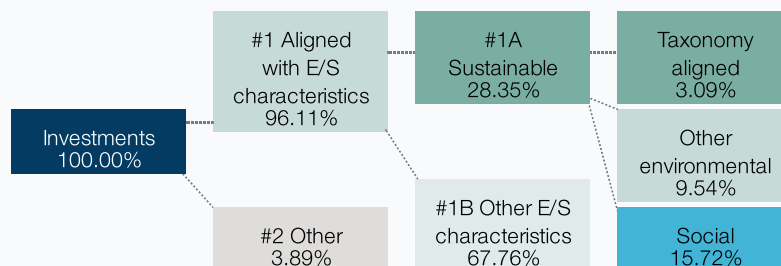 Investments
100.00%
#1 Aligned
with E/S
characteristics
96.11%
#2 Other
3.89%
#1A
Sustainable
28.35%
#1B Other E/S
characteristics
67.76%
Taxonomy
aligned
3.09%
Other
environmental
9.54%
Social
15.72%